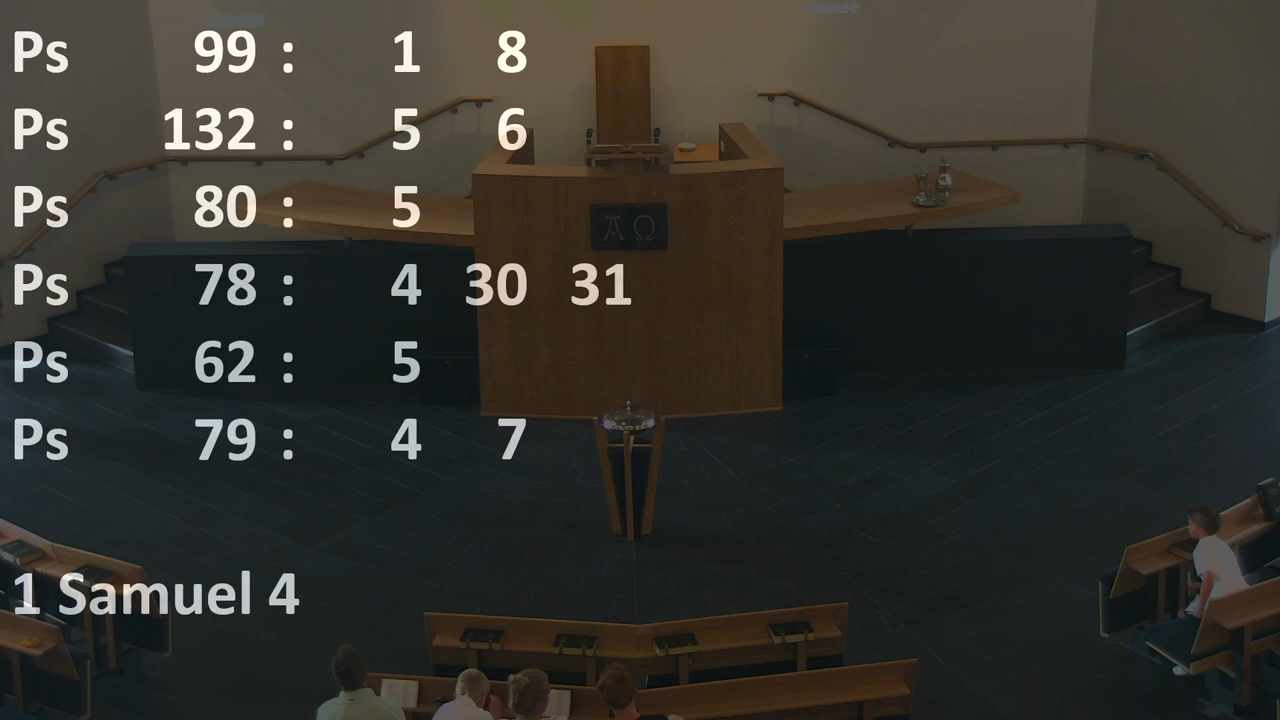 Ps 99 : 1 8
Ps 132 : 5 6
Ps 80 : 5
Ps 78 : 4 30 31
Ps 62 : 5
Ps 79 : 4 7
Α Ω
1 Samuel 4